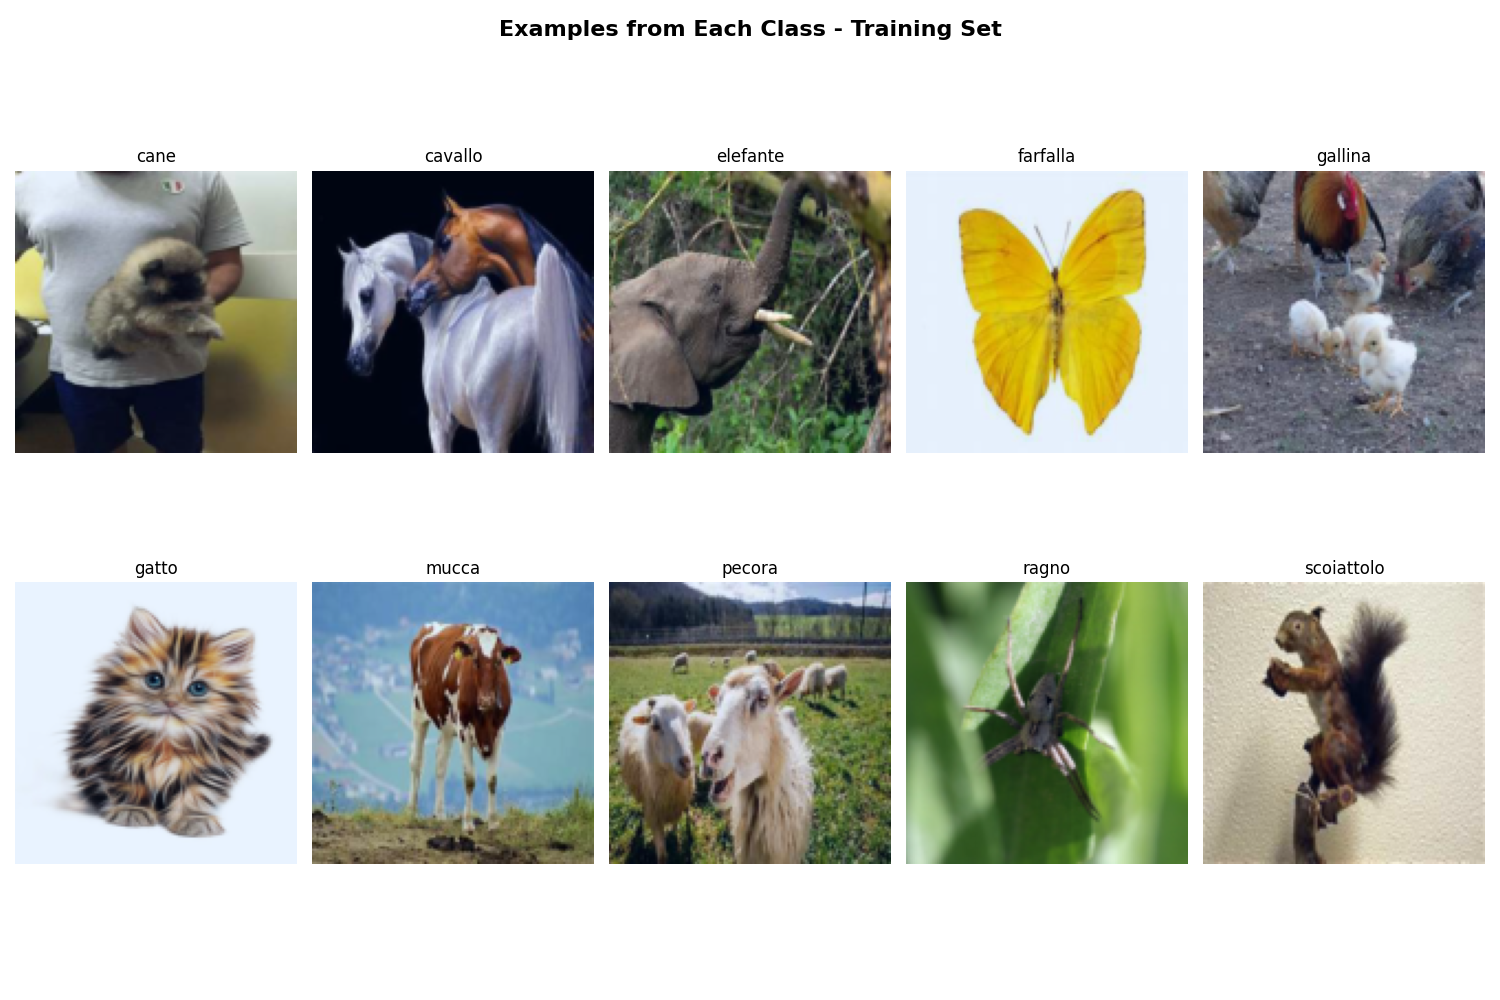 Examples from Each Class - Training Set
cane
cavallo
elefante
farfalla
gallina
gatto
mucca
pecora
ragno
scoiattolo